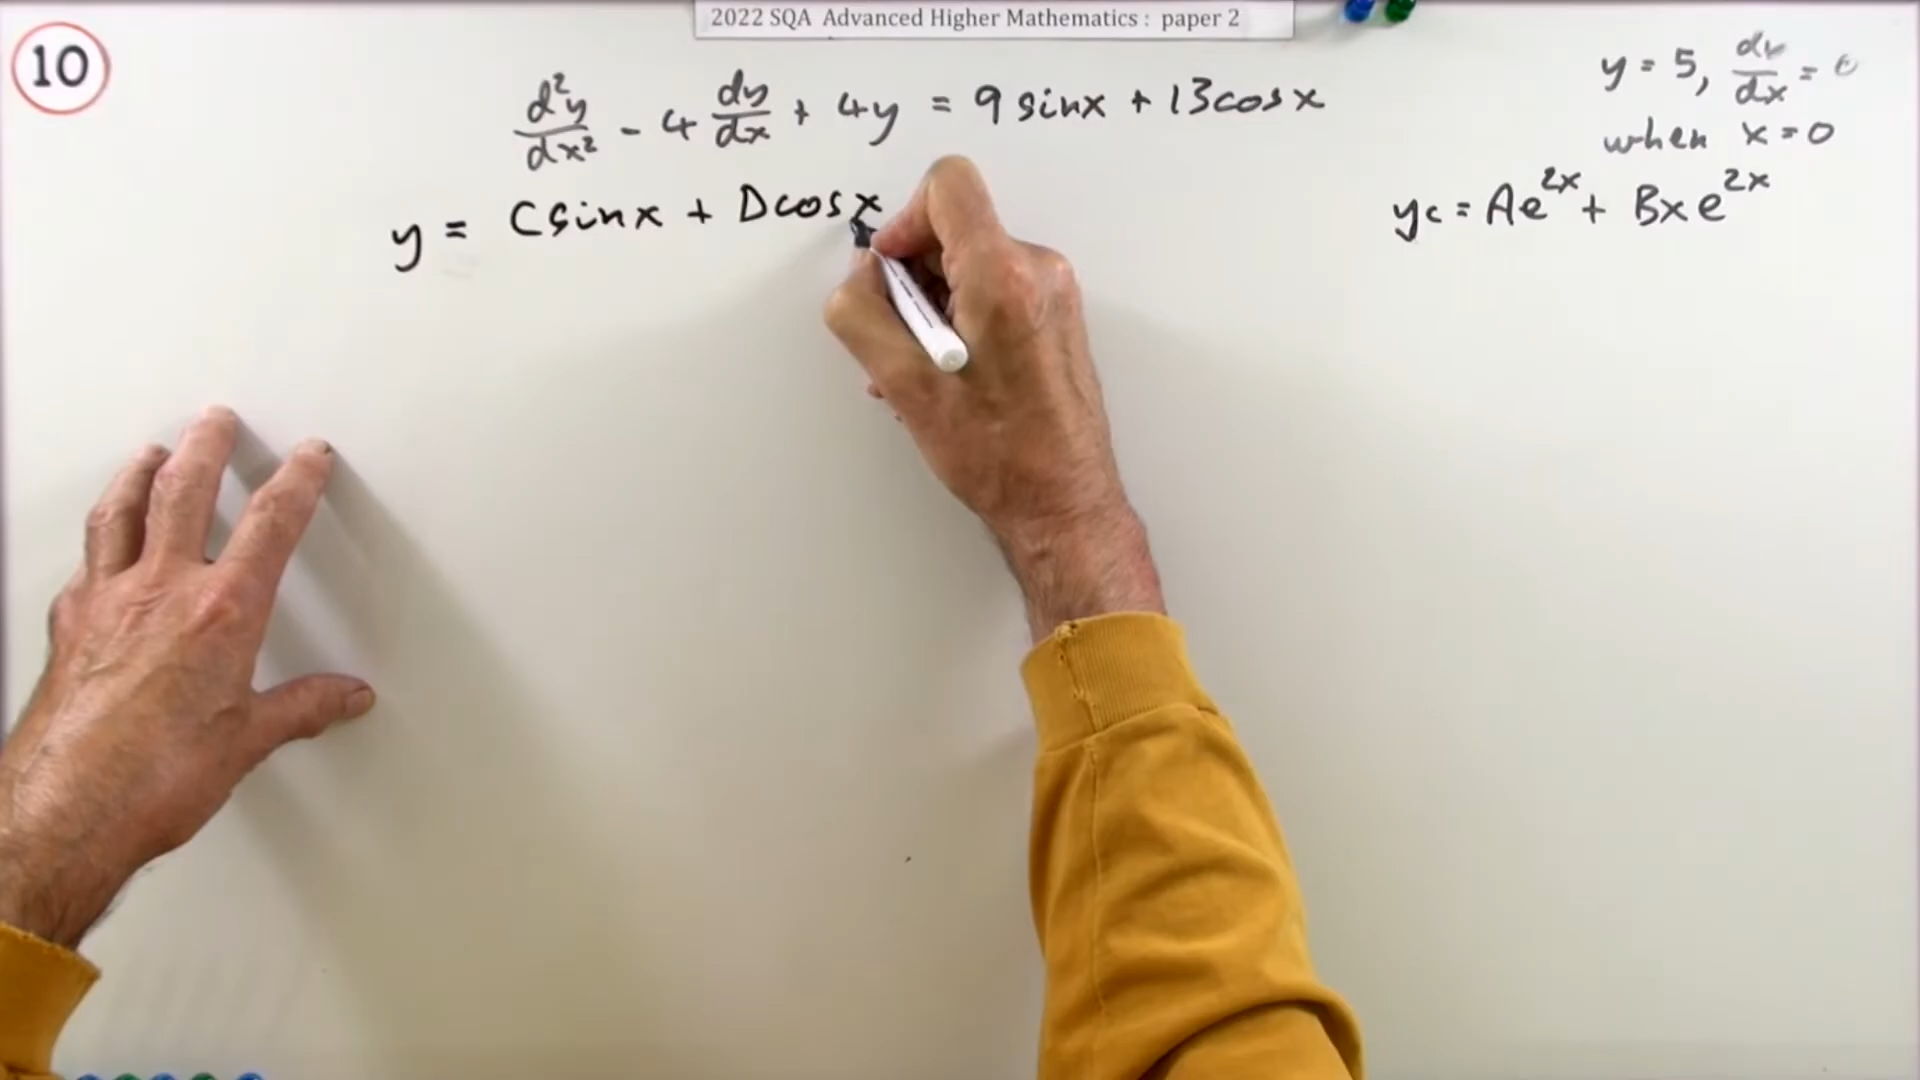 2022 SQA Advanced Higher Mathematics : paper 2
10
d²y/dx² - 4 dy/dx + 4y = 9 sinx + 13cosx
y = 5, dy/dx = 0
when x = 0
y = Csinx + Dcosx
yc = Ae^2x + Bxe^2x